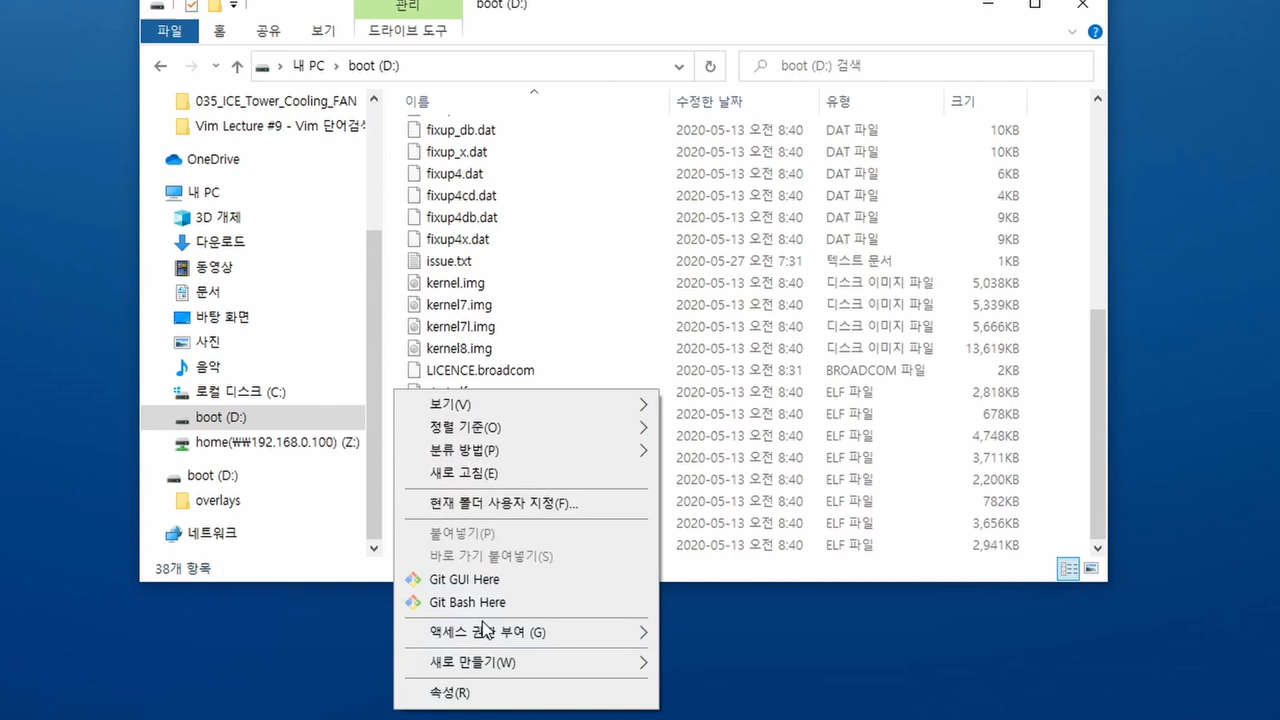 관리
boot (D:)
파일
홈
공유
보기
드라이브 도구
내 PC
boot (D:)
boot (D:) 검색
035_ICE_Tower_Cooling_FAN
Vim Lecture #9 - Vim 단어검색
OneDrive
내 PC
3D 개체
다운로드
동영상
문서
바탕 화면
사진
음악
로컬 디스크 (C:)
boot (D:)
home(₩₩192.168.0.100) (Z:)
boot (D:)
overlays
네트워크
38개 항목
이름 수정한 날짜 유형 크기
fixup_db.dat 2020-05-13 오전 8:40 DAT 파일 10KB
fixup_x.dat 2020-05-13 오전 8:40 DAT 파일 10KB
fixup4.dat 2020-05-13 오전 8:40 DAT 파일 6KB
fixup4cd.dat 2020-05-13 오전 8:40 DAT 파일 4KB
fixup4db.dat 2020-05-13 오전 8:40 DAT 파일 9KB
fixup4x.dat 2020-05-13 오전 8:40 DAT 파일 9KB
issue.txt 2020-05-27 오전 7:31 텍스트 문서 1KB
kernel.img 2020-05-13 오전 8:40 디스크 이미지 파일 5,038KB
kernel7.img 2020-05-13 오전 8:40 디스크 이미지 파일 5,339KB
kernel7l.img 2020-05-13 오전 8:40 디스크 이미지 파일 5,666KB
kernel8.img 2020-05-13 오전 8:40 디스크 이미지 파일 13,619KB
LICENCE.broadcom 2020-05-13 오전 8:31 BROADCOM 파일 2KB
2020-05-13 오전 8:40 ELF 파일 2,818KB
2020-05-13 오전 8:40 ELF 파일 678KB
2020-05-13 오전 8:40 ELF 파일 4,748KB
2020-05-13 오전 8:40 ELF 파일 3,711KB
2020-05-13 오전 8:40 ELF 파일 2,200KB
2020-05-13 오전 8:40 ELF 파일 782KB
2020-05-13 오전 8:40 ELF 파일 3,656KB
2020-05-13 오전 8:40 ELF 파일 2,941KB
보기(V)
정렬 기준(O)
분류 방법(P)
새로 고침(E)
현재 폴더 사용자 지정(F)...
붙여넣기(P)
바로 가기 붙여넣기(S)
Git GUI Here
Git Bash Here
액세스 권한 부여 (G)
새로 만들기(W)
속성(R)